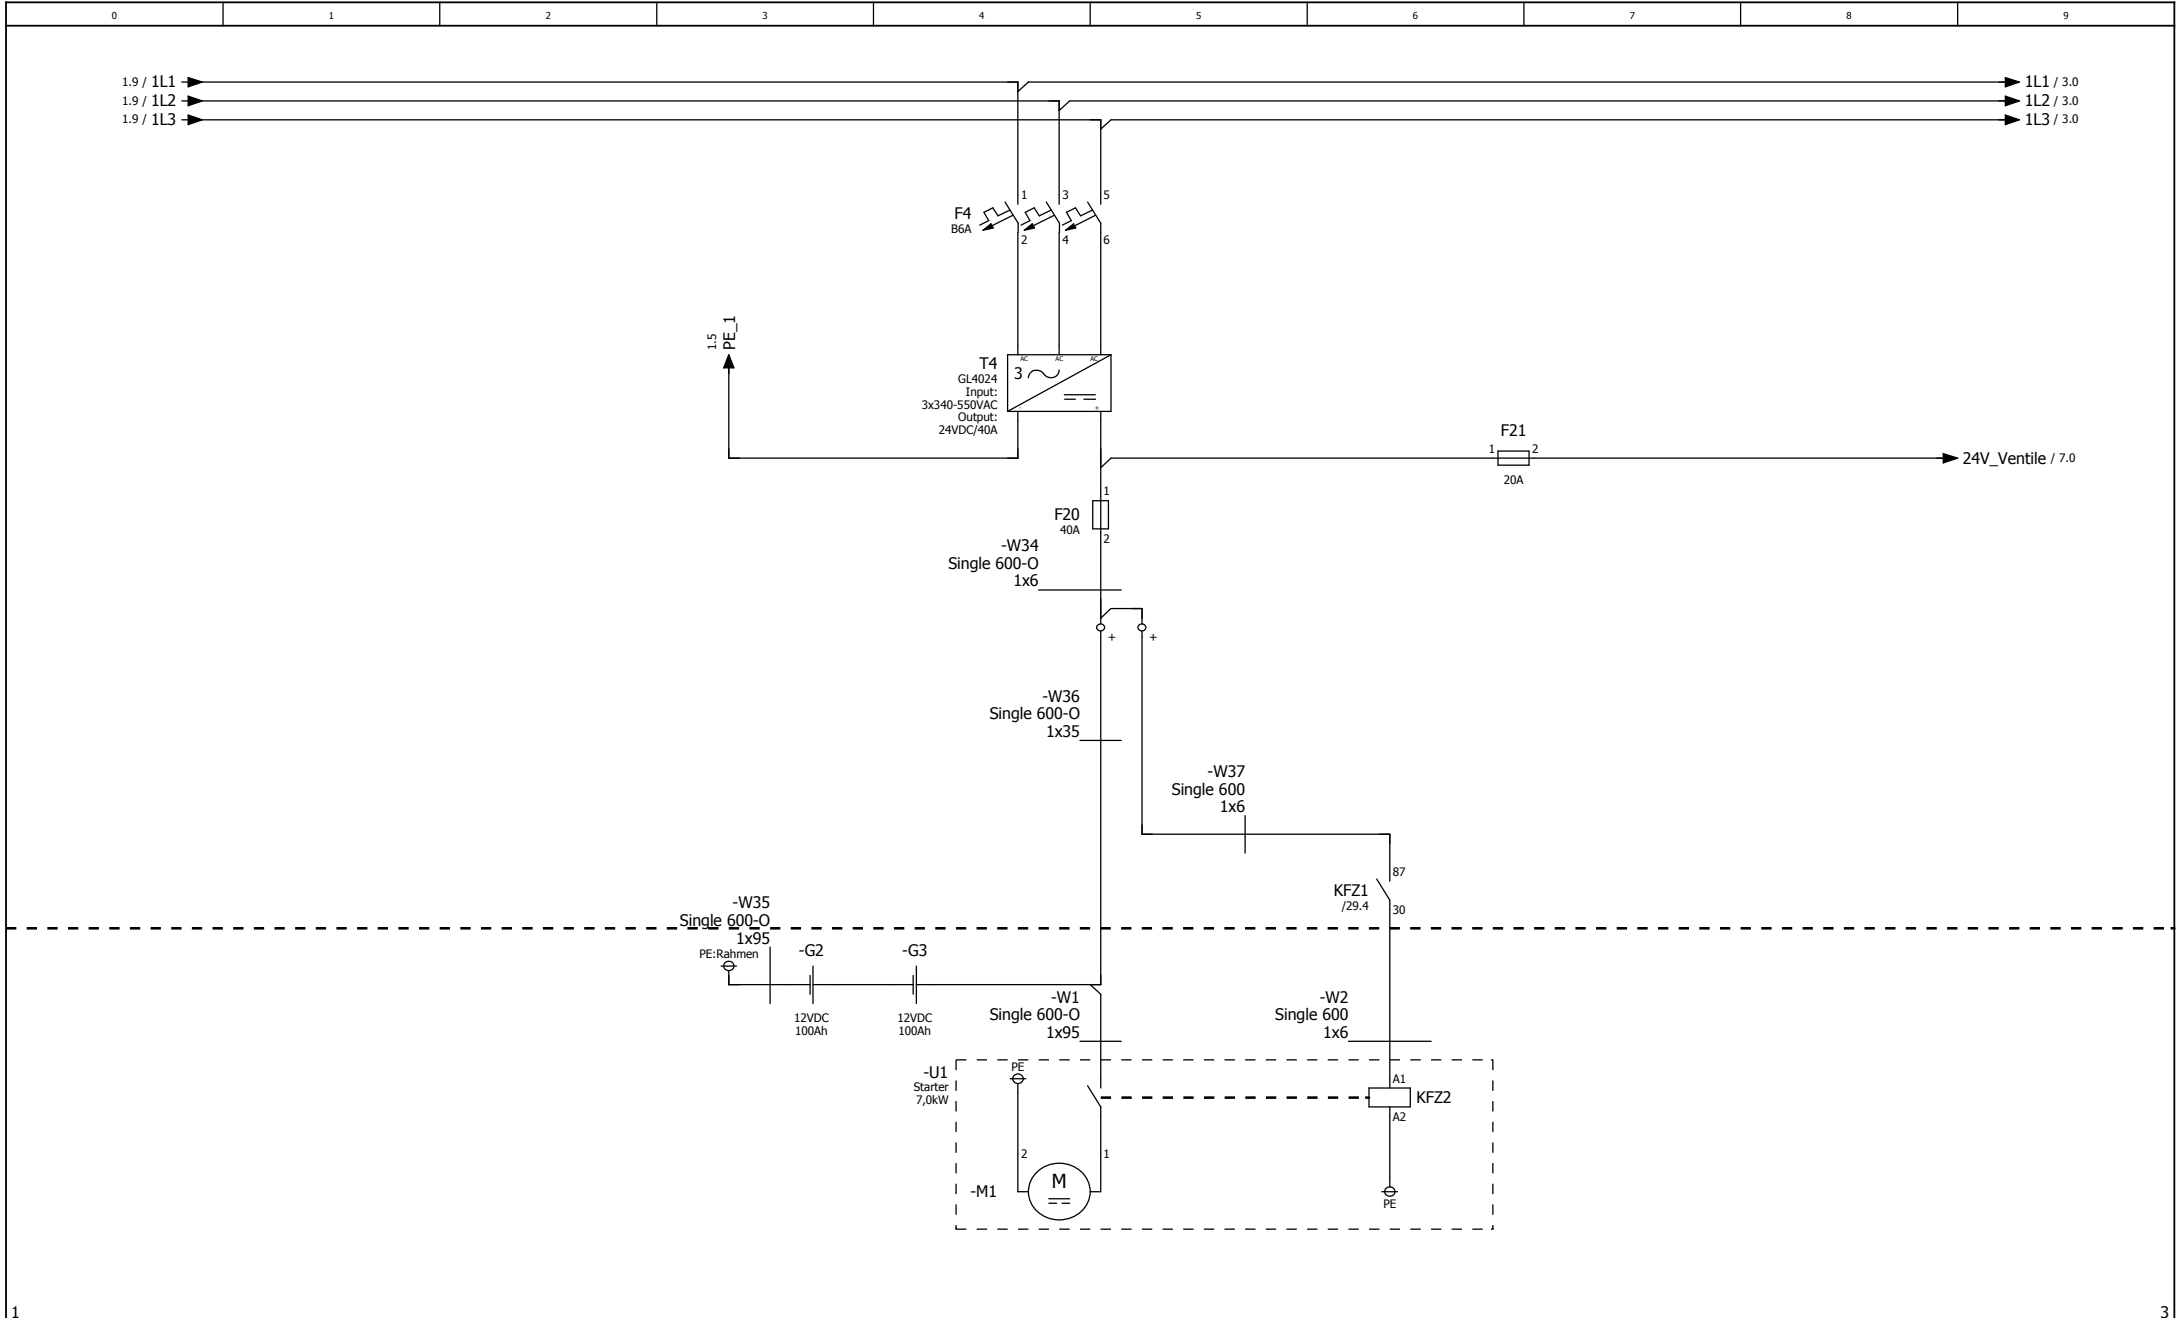 0 1 2 3 4 5 6 7 8 9
1.9 / 1L1
1L1 / 3.0
1.9 / 1L2
1L2 / 3.0
1.9 / 1L3
1L3 / 3.0
1 3 5
F4
B6A
2 4 6
1.5
PE_1
T4
GL4024
Input:
3x340-550VAC
Output:
24VDC/40A
AC AC AC
3
+
F21
1 2
20A
24V_Ventile / 7.0
1
F20
40A
2
-W34
Single 600-O
1x6
+ +
-W36
Single 600-O
1x35
-W37
Single 600
1x6
87
KFZ1
/29.4
30
-W35
Single 600-O
1x95
PE:Rahmen
-G2
12VDC
100Ah
-G3
12VDC
100Ah
-W1
Single 600-O
1x95
-W2
Single 600
1x6
-U1
Starter
7,0kW
PE
A1
KFZ2
A2
2 1
-M1
M
PE
1 3